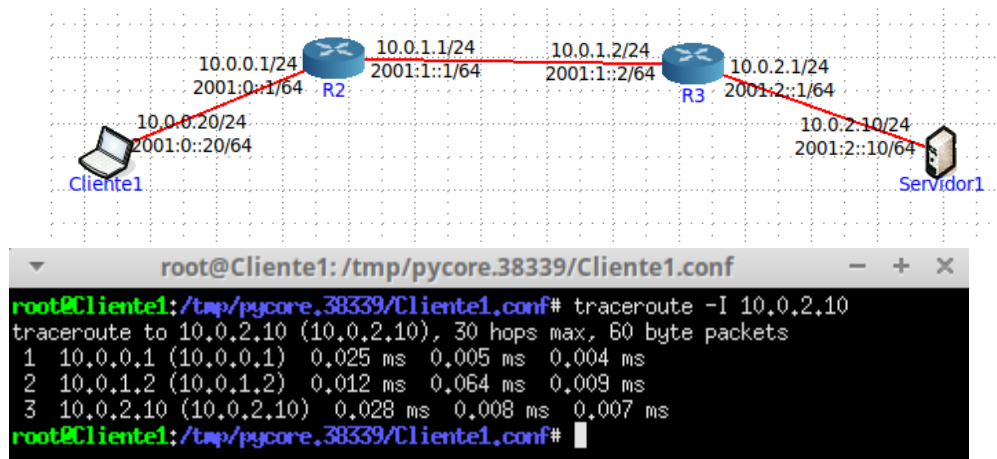 10.0.0.1/24
2001:0::1/64
R2
10.0.1.1/24
2001:1::1/64
10.0.1.2/24
2001:1::2/64
R3
10.0.2.1/24
2001:2::1/64
10.0.0.20/24
2001:0::20/64
Cliente1
10.0.2.10/24
2001:2::10/64
Servidor1
root@Cliente1: /tmp/pycore.38339/Cliente1.conf
root@Cliente1:/tmp/pycore.38339/Cliente1.conf# traceroute -I 10.0.2.10
traceroute to 10.0.2.10 (10.0.2.10), 30 hops max, 60 byte packets
1 10.0.0.1 (10.0.0.1) 0.025 ms 0.005 ms 0.004 ms
2 10.0.1.2 (10.0.1.2) 0.012 ms 0.064 ms 0.009 ms
3 10.0.2.10 (10.0.2.10) 0.028 ms 0.008 ms 0.007 ms
root@Cliente1:/tmp/pycore.38339/Cliente1.conf#